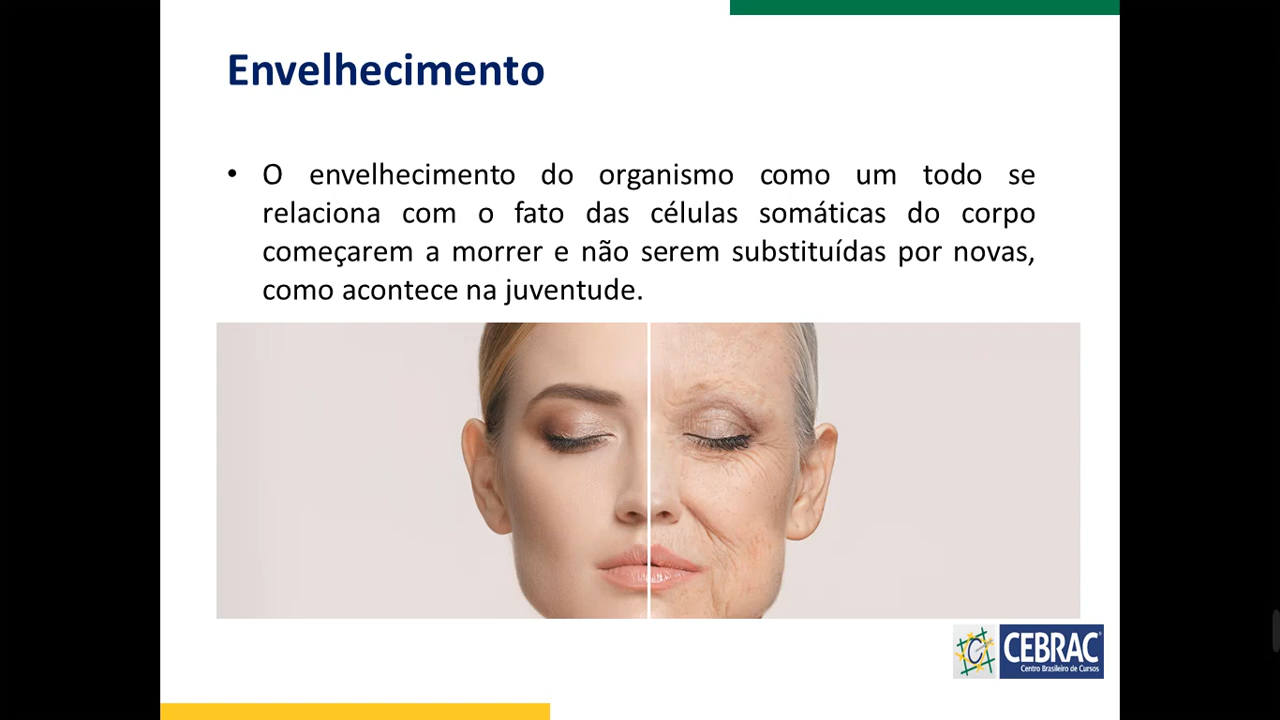 Envelhecimento
• O envelhecimento do organismo como um todo se
relaciona com o fato das células somáticas do corpo
começarem a morrer e não serem substituídas por novas,
como acontece na juventude.
C CEBRAC®
Centro Brasileiro de Cursos